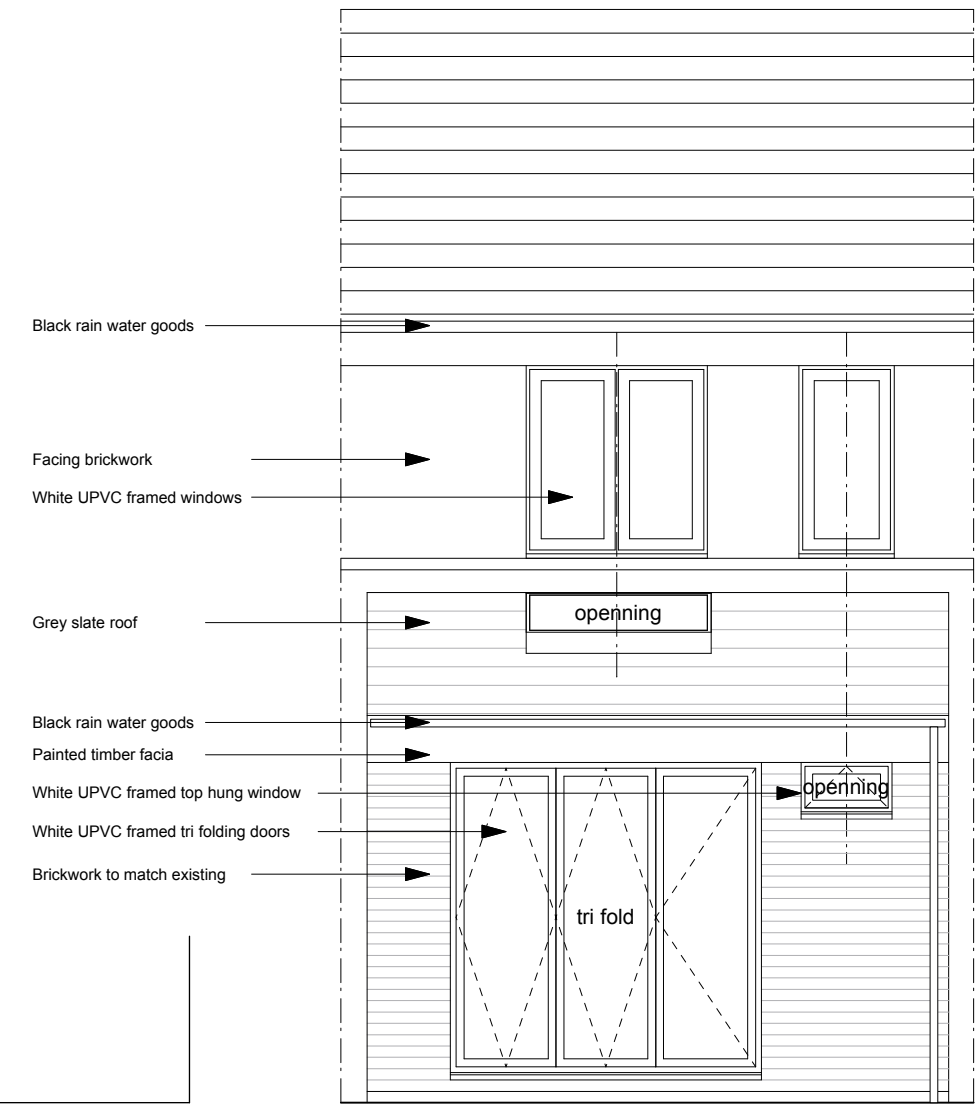 Black rain water goods
Facing brickwork
White UPVC framed windows
Grey slate roof
openning
Black rain water goods
Painted timber facia
White UPVC framed top hung window
openning
White UPVC framed tri folding doors
Brickwork to match existing
tri fold